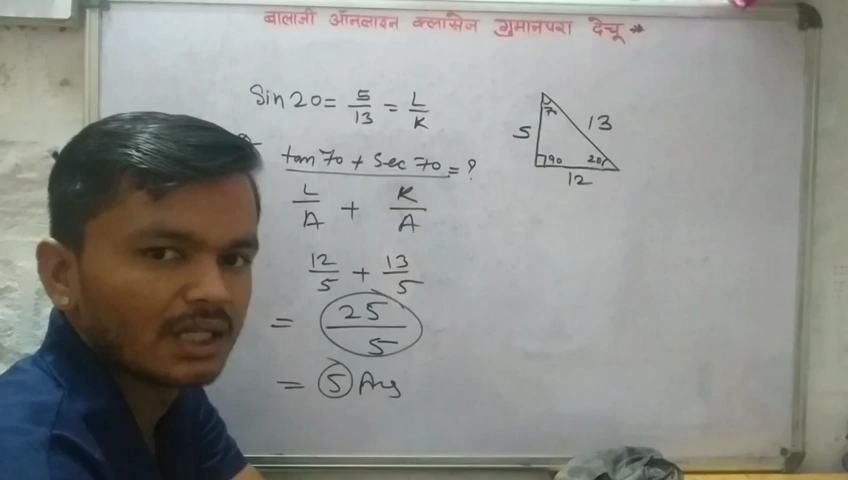 बालाजी ऑनलाइन क्लासेज गुमानपरा देचू *
Sin 20 = 5/13 = L/K
tan 70 + Sec 70 = ?
L/A + K/A
12/5 + 13/5
= 25/5
= 5 Ans
5
13
90
20
12